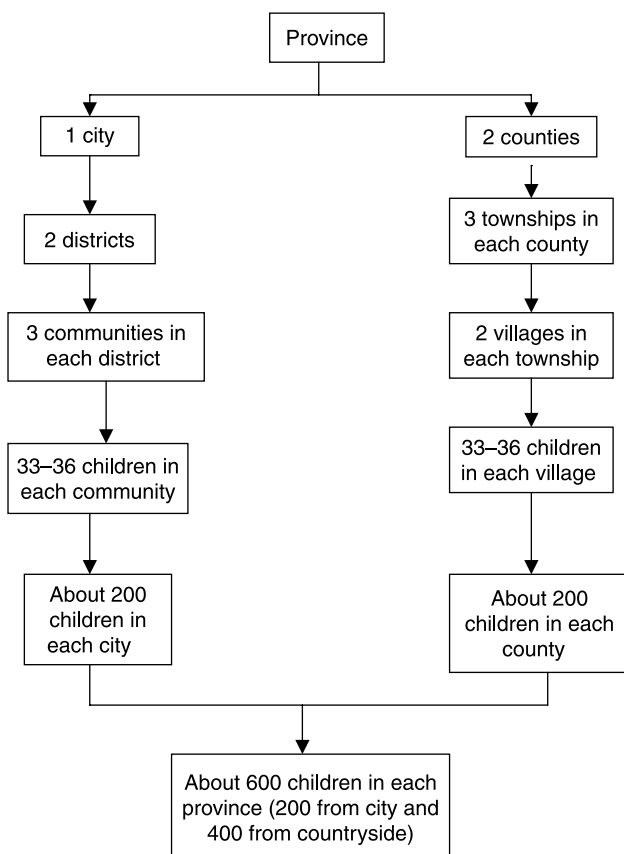 Province
1 city
2 counties
2 districts
3 townships in
each county
3 communities in
each district
2 villages in
each township
33–36 children in
each community
33–36 children
in each village
About 200
children in
each city
About 200
children in each
county
About 600 children in each
province (200 from city and
400 from countryside)